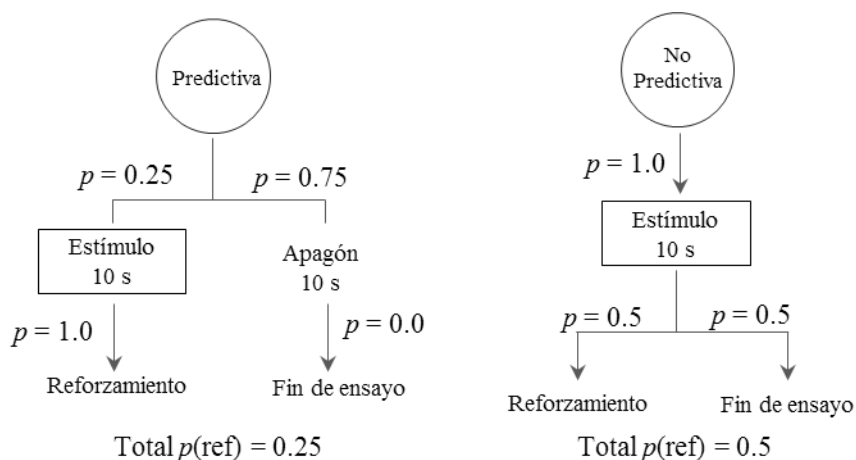 Predictiva
p = 0.25
p = 0.75
Estímulo
10 s
Apagón
10 s
p = 1.0
p = 0.0
Reforzamiento
Fin de ensayo
Total p(ref) = 0.25
No
Predictiva
p = 1.0
Estímulo
10 s
p = 0.5
p = 0.5
Reforzamiento
Fin de ensayo
Total p(ref) = 0.5